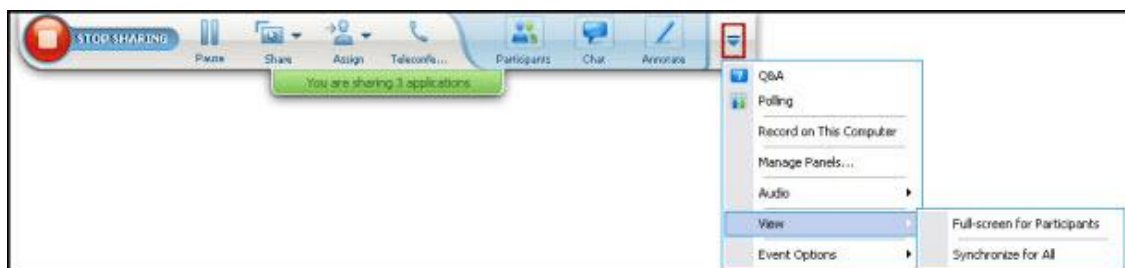 STOP SHARING
Pause
Share
Assign
Teleconfe...
Participants
Chat
Annotate
You are sharing 3 applications
Q&A
Polling
Record on This Computer
Manage Panels...
Audio
View
Full-screen for Participants
Event Options
Synchronize for All